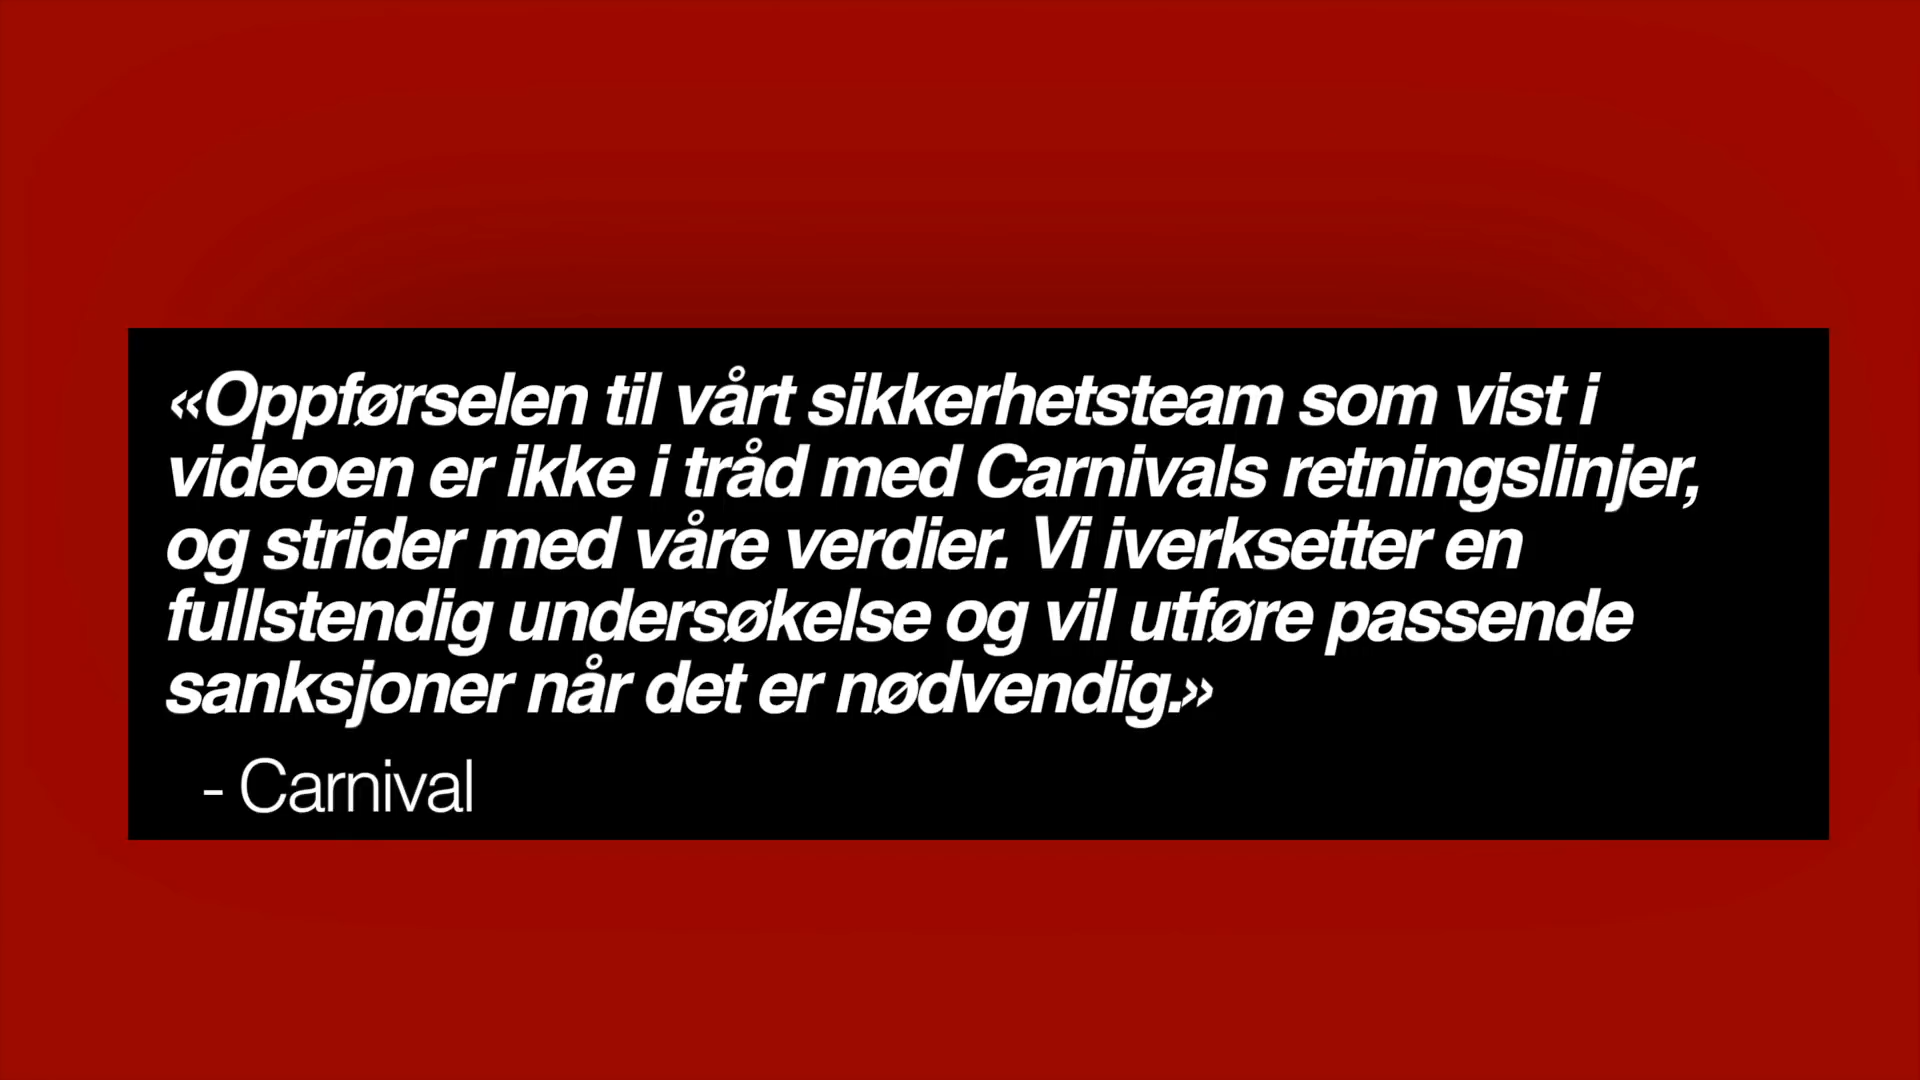 «Oppførselen til vårt sikkerhetsteam som vist i
videoen er ikke i tråd med Carnivals retningslinjer,
og strider med våre verdier. Vi iverksetter en
fullstendig undersøkelse og vil utføre passende
sanksjoner når det er nødvendig.»
- Carnival